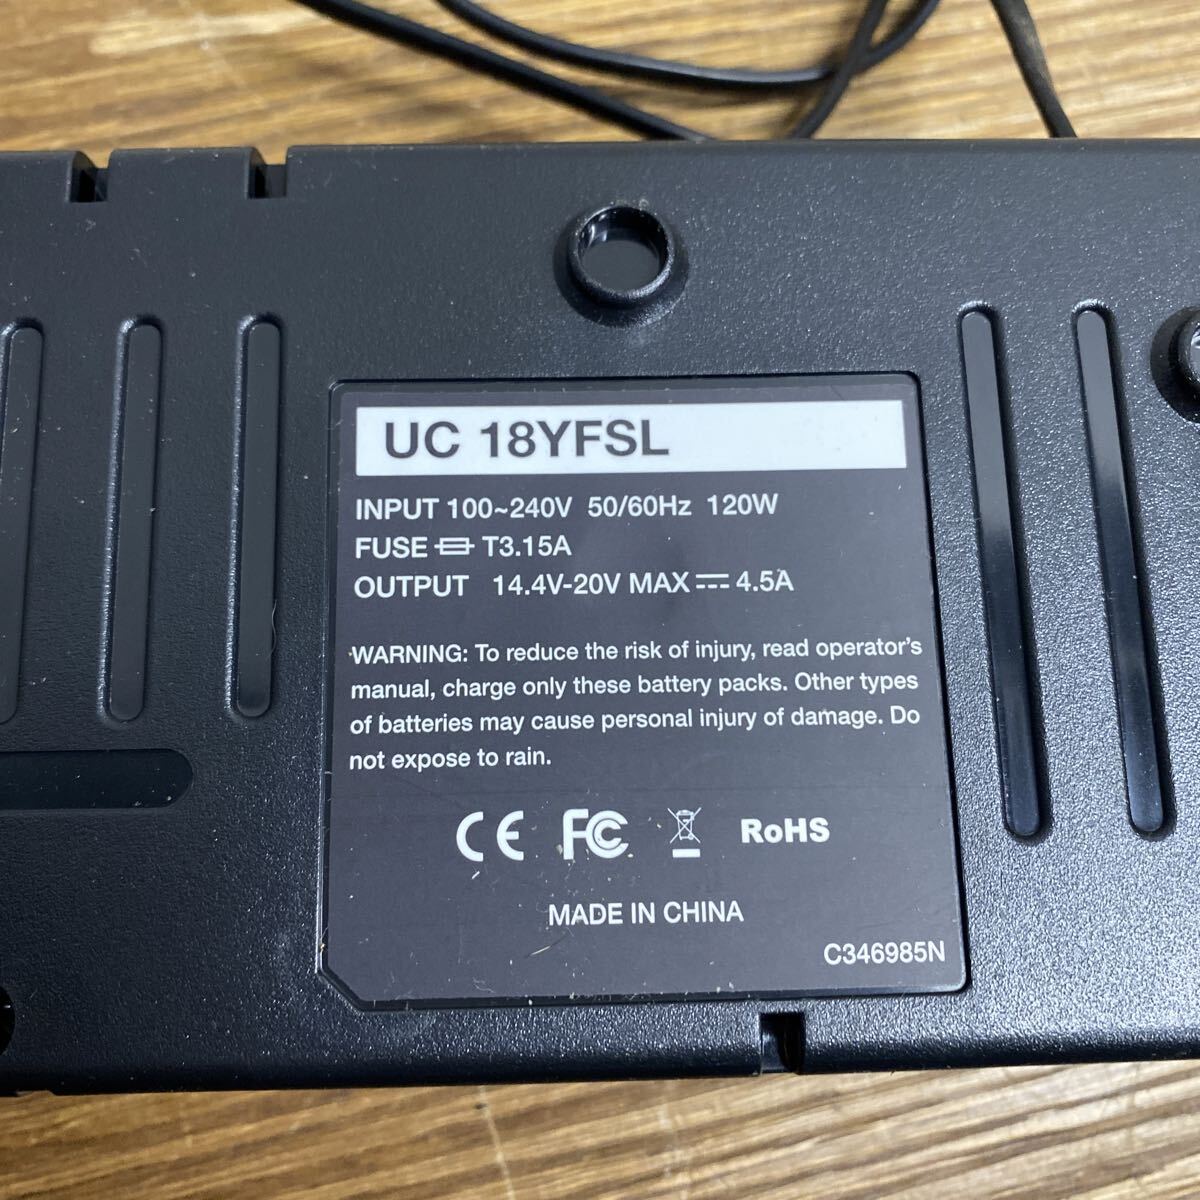 UC 18YFSL
INPUT 100~240V 50/60Hz 120W
FUSE T3.15A
OUTPUT 14.4V-20V MAX ⎓ 4.5A
WARNING: To reduce the risk of injury, read operator's
manual, charge only these battery packs. Other types
of batteries may cause personal injury of damage. Do
not expose to rain.
CE FC RoHS
MADE IN CHINA
C346985N